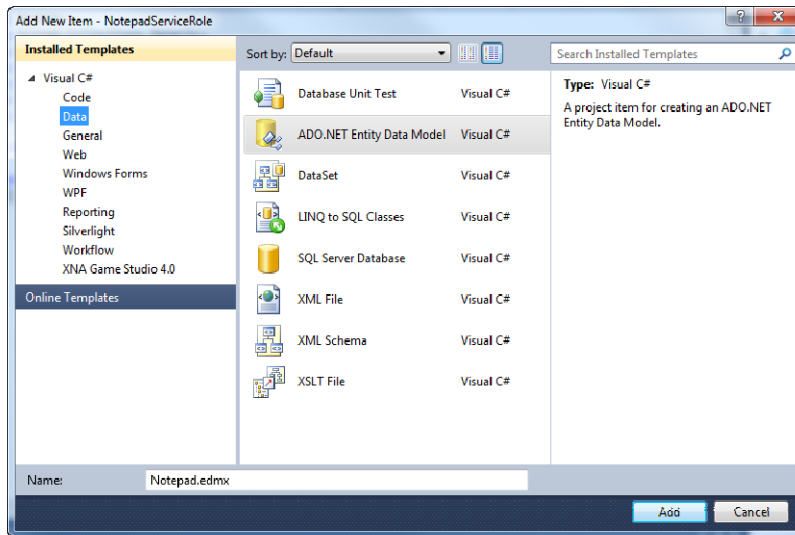 Add New Item - NotepadServiceRole
Installed Templates
Visual C#
Code
Data
General
Web
Windows Forms
WPF
Reporting
Silverlight
Workflow
XNA Game Studio 4.0
Online Templates
Sort by: Default
Database Unit Test Visual C#
ADO.NET Entity Data Model Visual C#
DataSet Visual C#
LINQ to SQL Classes Visual C#
SQL Server Database Visual C#
XML File Visual C#
XML Schema Visual C#
XSLT File Visual C#
Search Installed Templates
Type: Visual C#
A project item for creating an ADO.NET
Entity Data Model.
Name: Notepad.edmx
Add Cancel